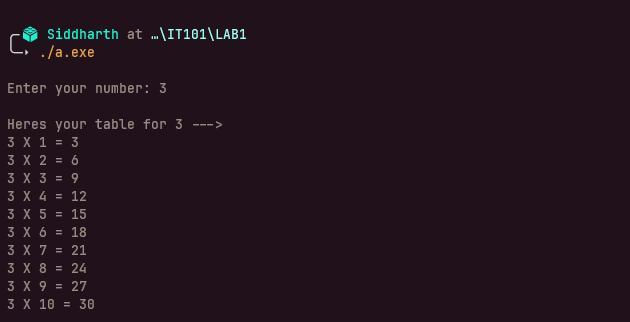 Siddharth at …\IT101\LAB1
./a.exe
Enter your number: 3
Heres your table for 3 --->
3 X 1 = 3
3 X 2 = 6
3 X 3 = 9
3 X 4 = 12
3 X 5 = 15
3 X 6 = 18
3 X 7 = 21
3 X 8 = 24
3 X 9 = 27
3 X 10 = 30